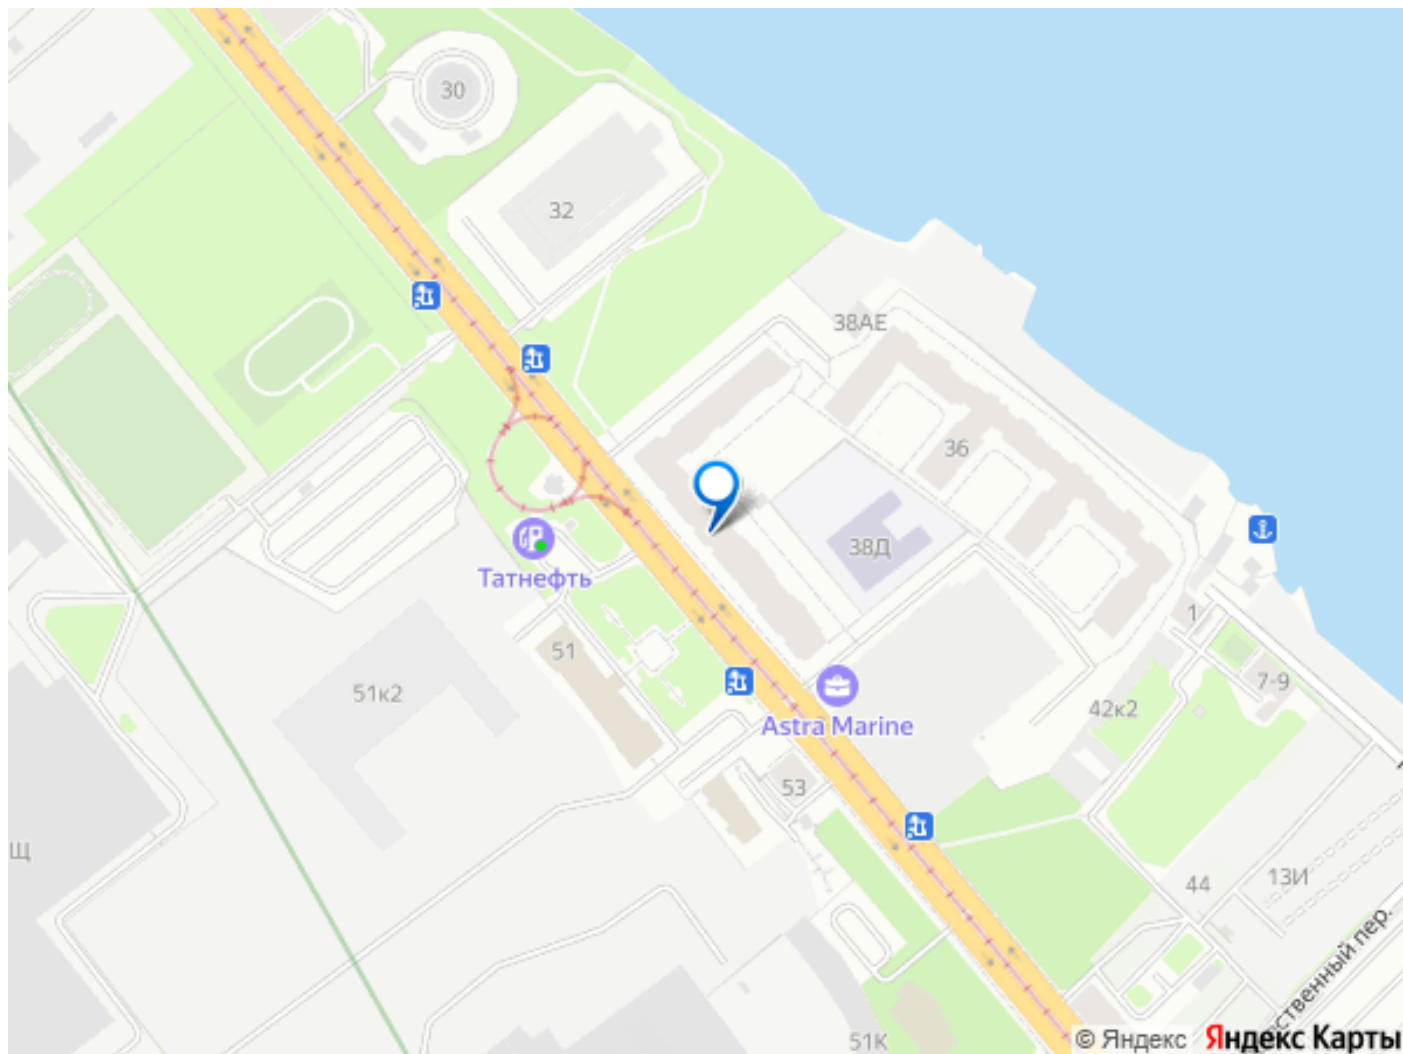 30
32
38АЕ
36
38Д
Татнефть
51
51к2
1
7-9
42к2
Astra Marine
53
Щ
44
13И
ственный пер.
51К
© Яндекс
Яндекс Карты